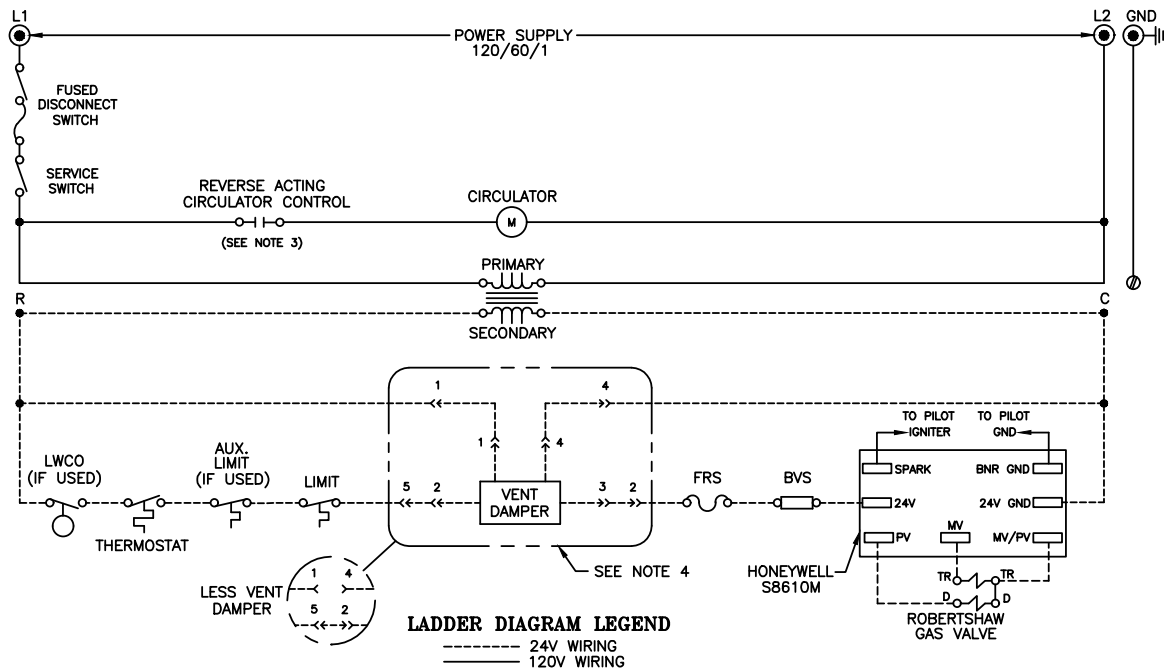 L1
L2 GND
POWER SUPPLY
120/60/1
FUSED
DISCONNECT
SWITCH
SERVICE
SWITCH
REVERSE ACTING
CIRCULATOR CONTROL
(SEE NOTE 3)
CIRCULATOR
M
PRIMARY
R
C
SECONDARY
1
4
1
4
TO PILOT
IGNITER
TO PILOT
GND
LWCO
(IF USED)
THERMOSTAT
AUX.
LIMIT
(IF USED)
LIMIT
5 2
VENT
DAMPER
3 2
FRS
BVS
SPARK
BNR GND
24V
24V GND
PV
MV
MV/PV
HONEYWELL
S8610M
TR
TR
D
D
ROBERTSHAW
GAS VALVE
SEE NOTE 4
LESS VENT
DAMPER
1 4
5 2
LADDER DIAGRAM LEGEND
24V WIRING
120V WIRING